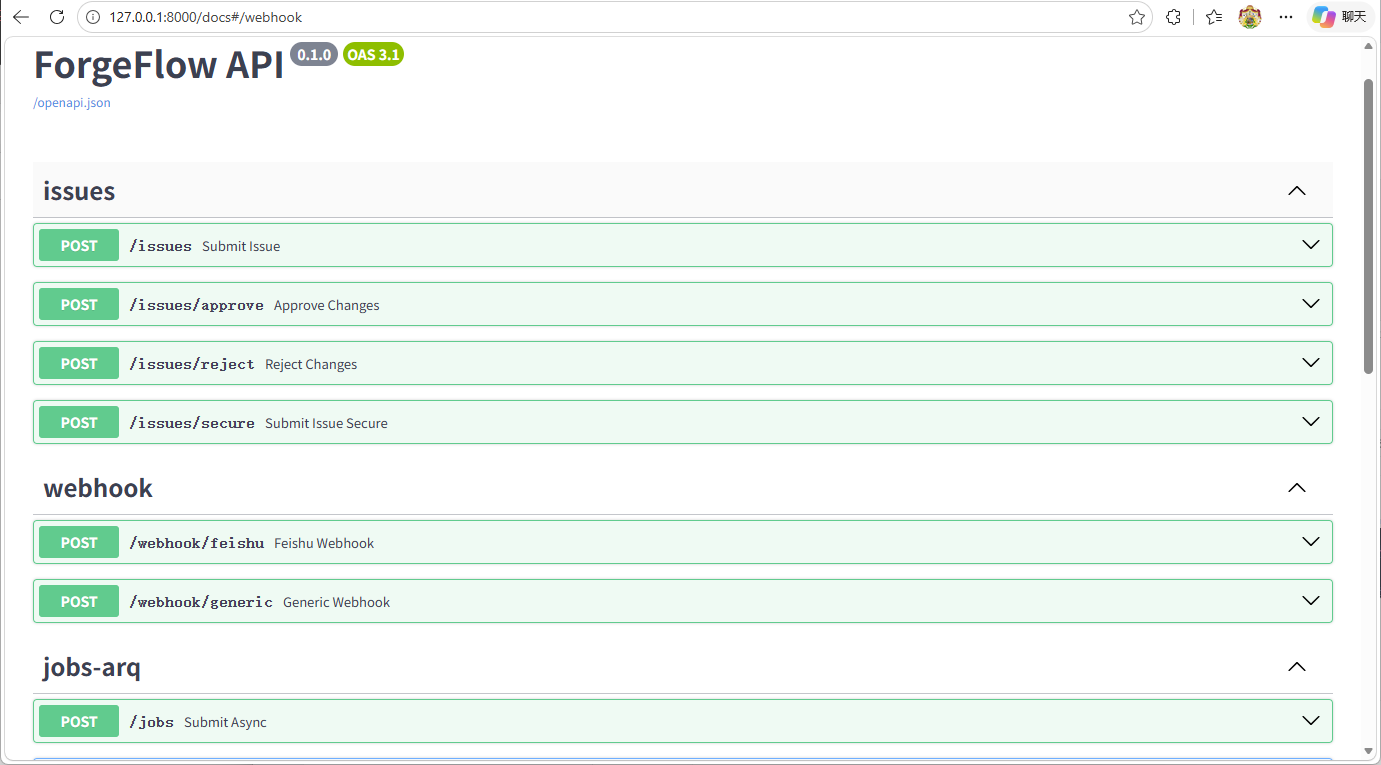 127.0.0.1:8000/docs#/webhook
聊天
ForgeFlow API 0.1.0 OAS 3.1
/openapi.json
issues
POST /issues Submit Issue
POST /issues/approve Approve Changes
POST /issues/reject Reject Changes
POST /issues/secure Submit Issue Secure
webhook
POST /webhook/feishu Feishu Webhook
POST /webhook/generic Generic Webhook
jobs-arq
POST /jobs Submit Async